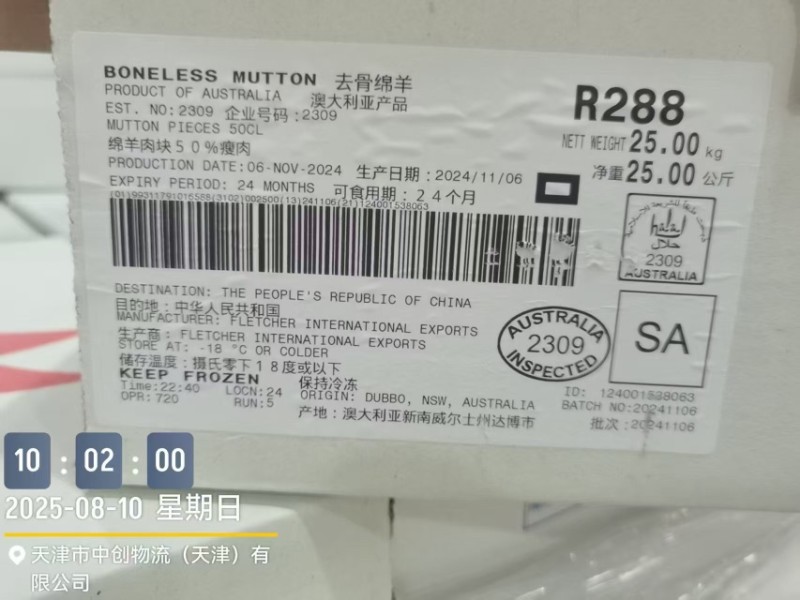 BONELESS MUTTON 去骨绵羊
PRODUCT OF AUSTRALIA 澳大利亚产品
EST. NO:2309 企业号码:2309
MUTTON PIECES 50CL
绵羊肉块50%瘦肉
PRODUCTION DATE:06-NOV-2024 生产日期:2024/11/06
EXPIRY PERIOD: 24 MONTHS 可食用期:24个月
R288
NETT WEIGHT 25.00 kg
净重 25.00 公斤
(01)99311791016588(3102)002500(13)241106(21)124001538063
halal
حلال
2309
AUSTRALIA
DESTINATION: THE PEOPLE'S REPUBLIC OF CHINA
目的地:中华人民共和国
MANUFACTURER: FLETCHER INTERNATIONAL EXPORTS
生产商:FLETCHER INTERNATIONAL EXPORTS
STORE AT: -18 °C OR COLDER
储存温度:摄氏零下18度或以下
KEEP FROZEN 保持冷冻
Time:22:40 LOCN:24 ORIGIN: DUBBO, NSW, AUSTRALIA
DPR:720 RUN:5 产地:澳大利亚新南威尔士州达博市
AUSTRALIA
2309
INSPECTED
SA
ID: 124001538063
BATCH NO:20241106
批次:20241106
10:02:00
2025-08-10 星期日
天津市中创物流(天津)有
限公司